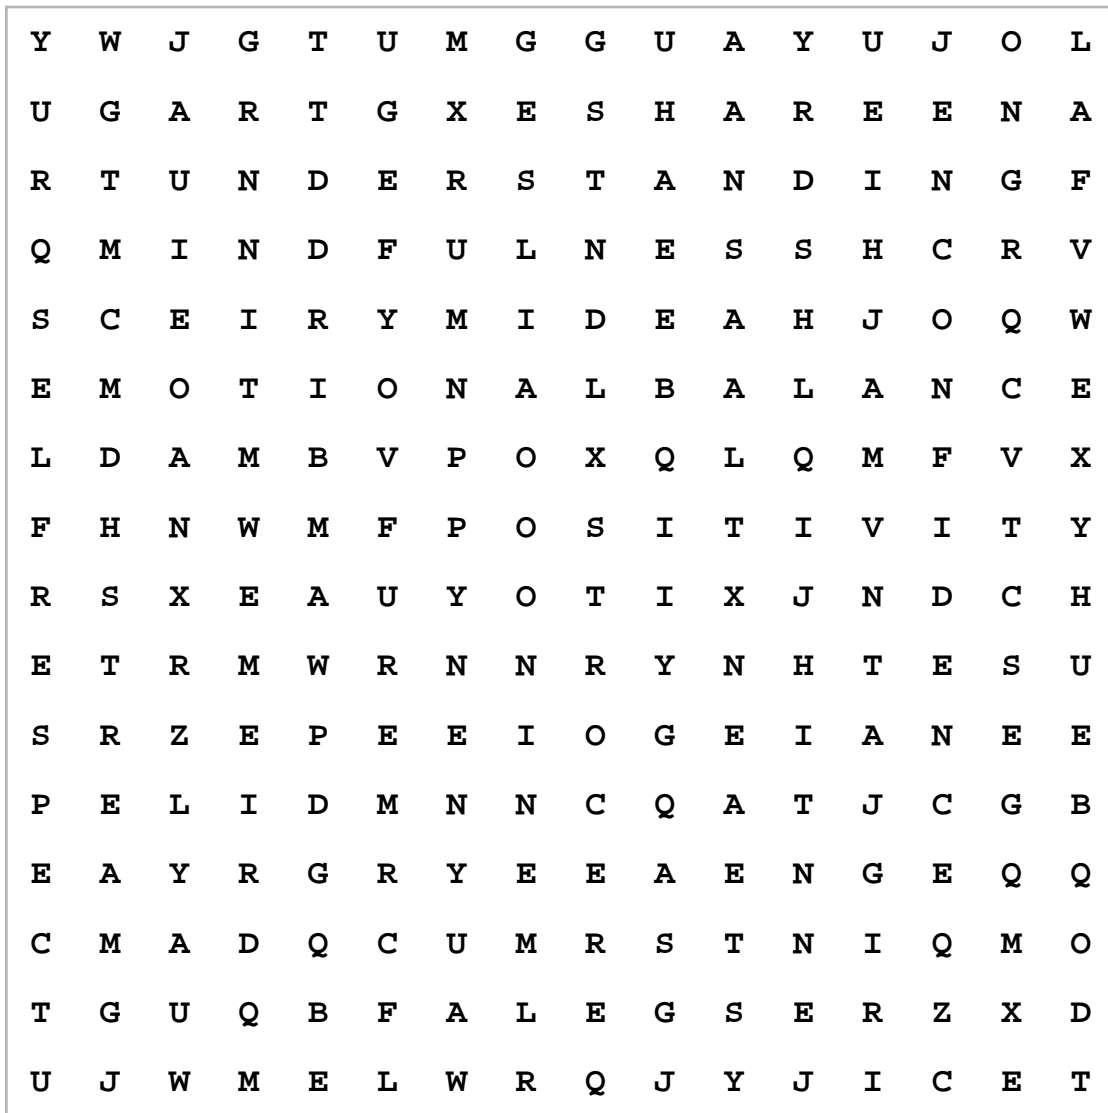 Y W J G T U M G G U A Y U J O L
U G A R T G X E S H A R E E N A
R T U N D E R S T A N D I N G F
Q M I N D F U L N E S S H C R V
S C E I R Y M I D E A H J O Q W
E M O T I O N A L B A L A N C E
L D A M B V P O X Q L Q M F V X
F H N W M F P O S I T I V I T Y
R S X E A U Y O T I X J N D C H
E T R M W R N N R Y N H T E S U
S R Z E P E E I O G E I A N E E
P E L I D M N N C Q A T J C G B
E A Y R G R Y E E A E N G E Q Q
C M A D Q C U M R S T N I Q M O
T G U Q B F A L E G S E R Z X D
U J W M E L W R Q J Y J I C E T